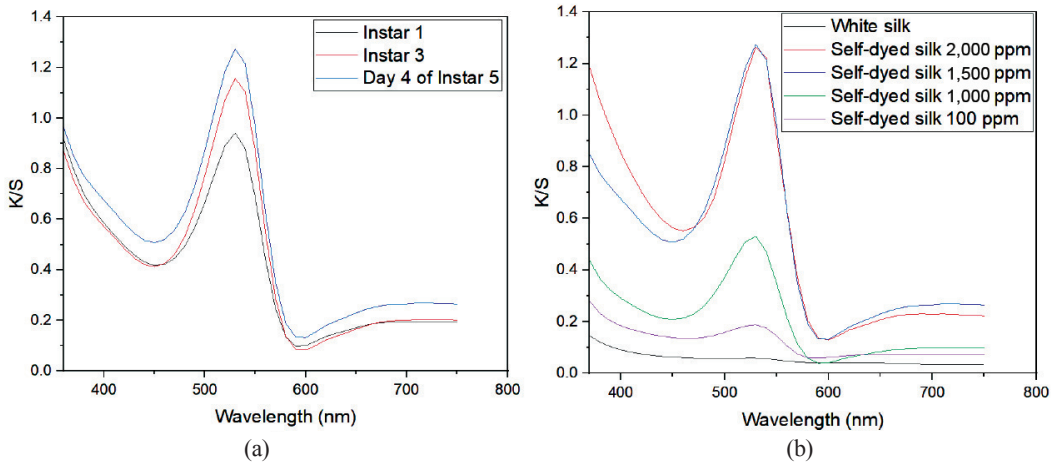 1.4
1.2
1.0
0.8
0.6
0.4
0.2
0.0
K/S
Instar 1
Instar 3
Day 4 of Instar 5
400 500 600 700 800
Wavelength (nm)
(a)
1.4
1.2
1.0
0.8
0.6
0.4
0.2
0.0
K/S
White silk
Self-dyed silk 2,000 ppm
Self-dyed silk 1,500 ppm
Self-dyed silk 1,000 ppm
Self-dyed silk 100 ppm
400 500 600 700 800
Wavelength (nm)
(b)